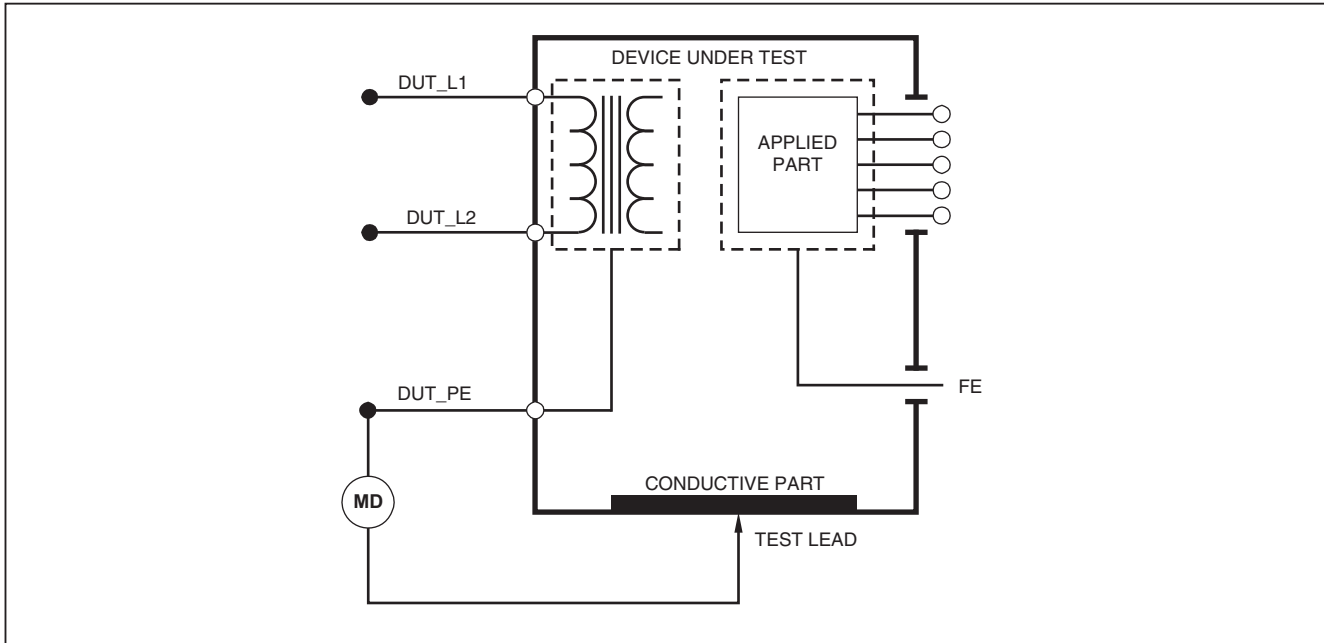 DEVICE UNDER TEST
DUT_L1
APPLIED
PART
DUT_L2
DUT_PE
FE
CONDUCTIVE PART
MD
TEST LEAD